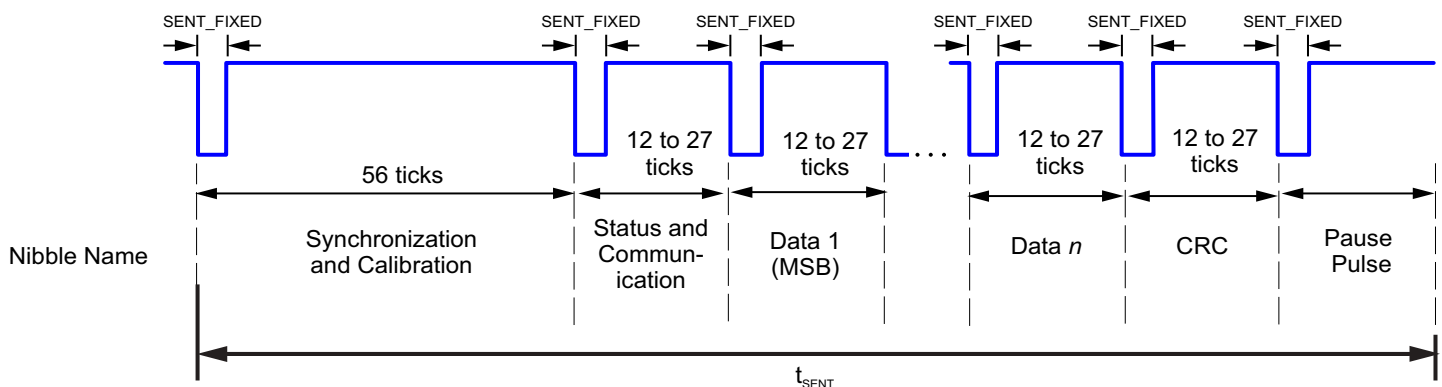 SENT_FIXED SENT_FIXED SENT_FIXED SENT_FIXED SENT_FIXED SENT_FIXED
56 ticks
12 to 27
ticks
12 to 27
ticks
...
12 to 27
ticks
12 to 27
ticks
Nibble Name
Synchronization
and Calibration
Status and
Commun-
ication
Data 1
(MSB)
Data n
CRC
Pause
Pulse
tSENT